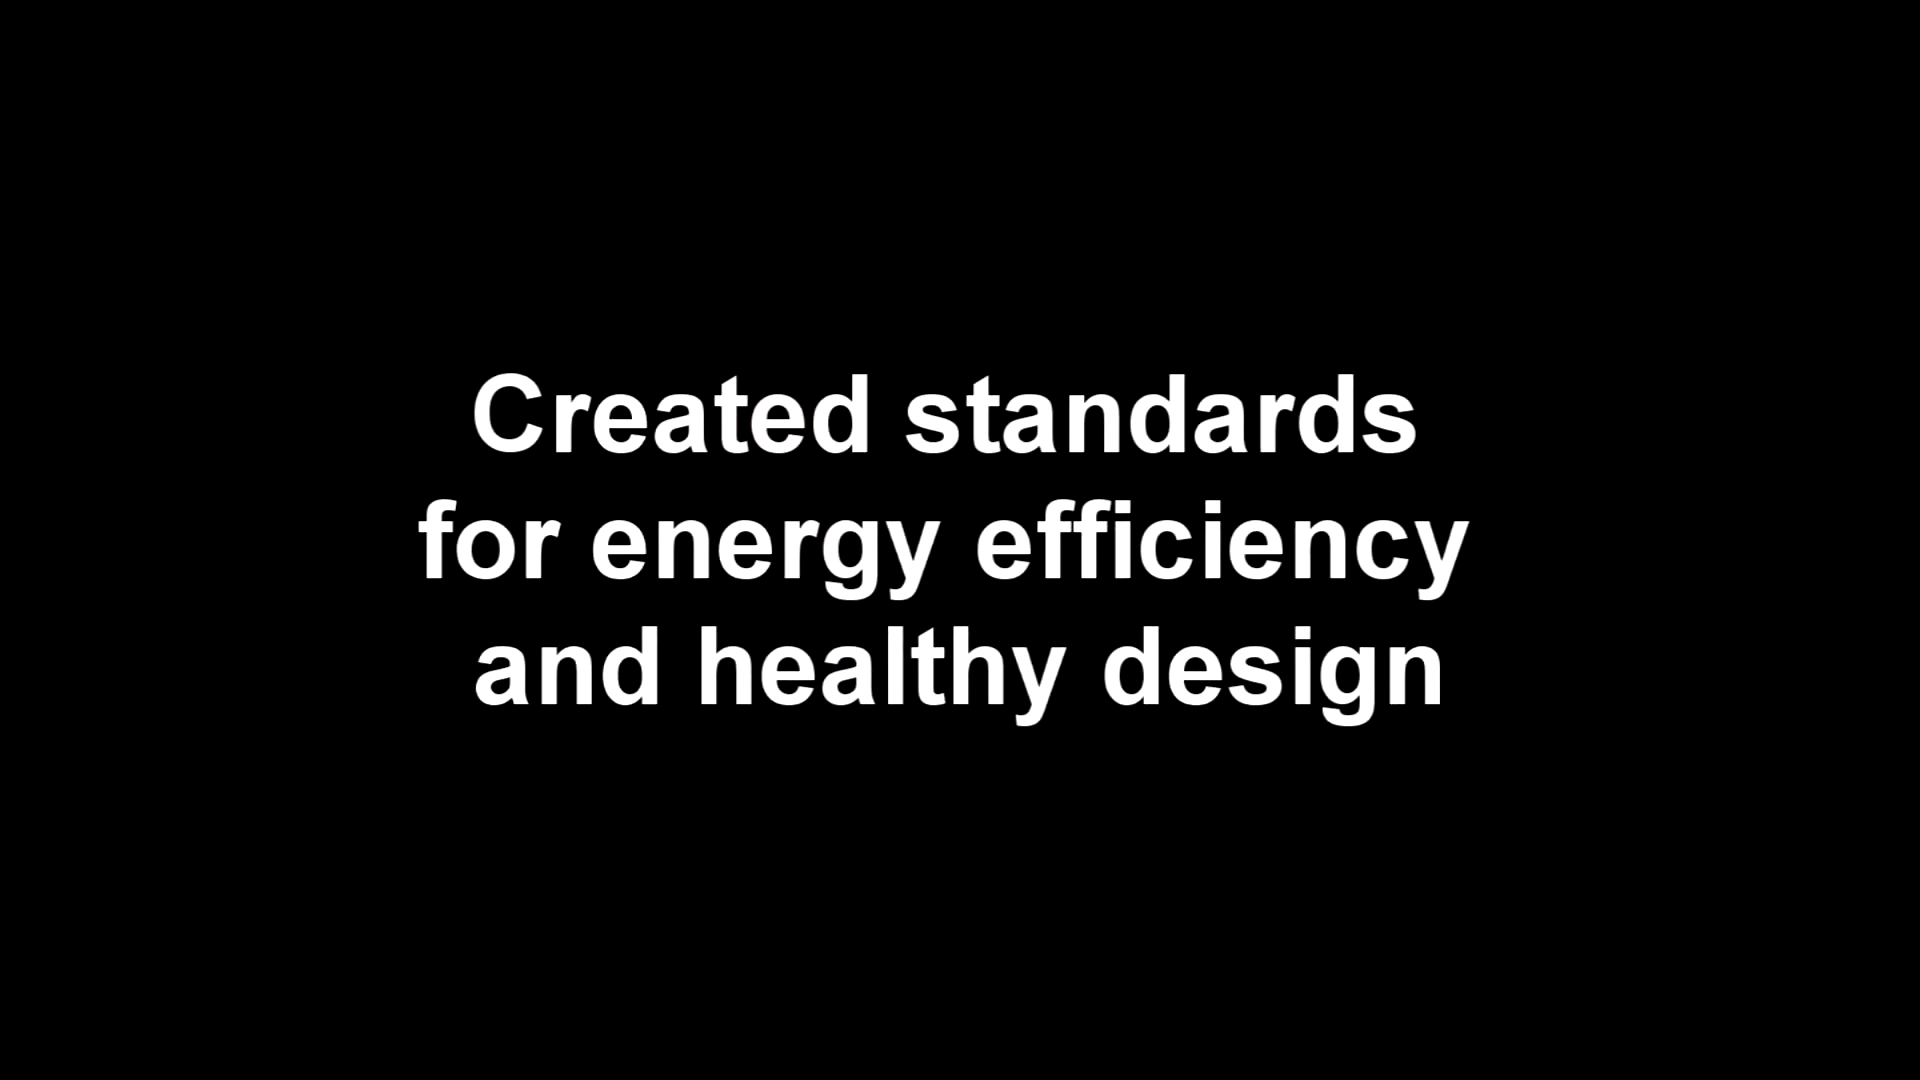 Created standards
for energy efficiency
and healthy design